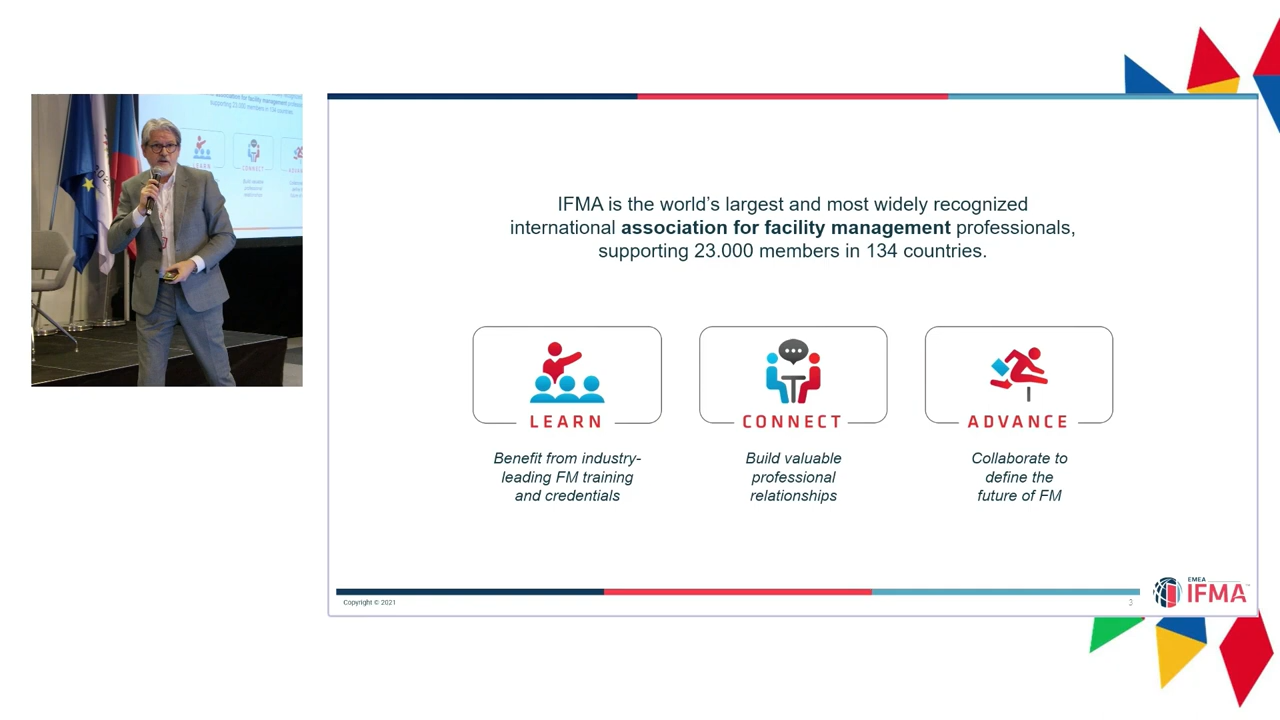 IFMA is the world's largest and most widely recognized
international association for facility management professionals,
supporting 23.000 members in 134 countries.
LEARN
CONNECT
ADVANCE
Benefit from industry-
leading FM training
and credentials
Build valuable
professional
relationships
Collaborate to
define the
future of FM
Copyright © 2021
3
EMEA
IFMA™